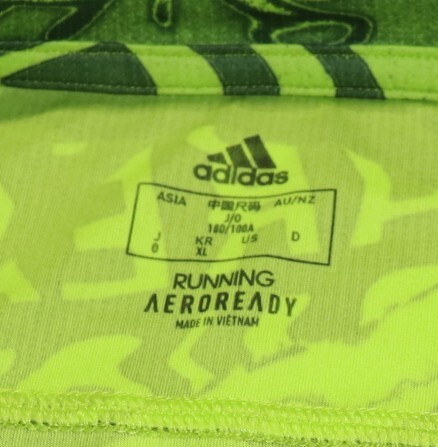 adidas
ASIA 中国尺码 AU/NZ
J/O
180/100A
J KR US D
O XL
RUNNING
AEROREADY
MADE IN VIETNAM